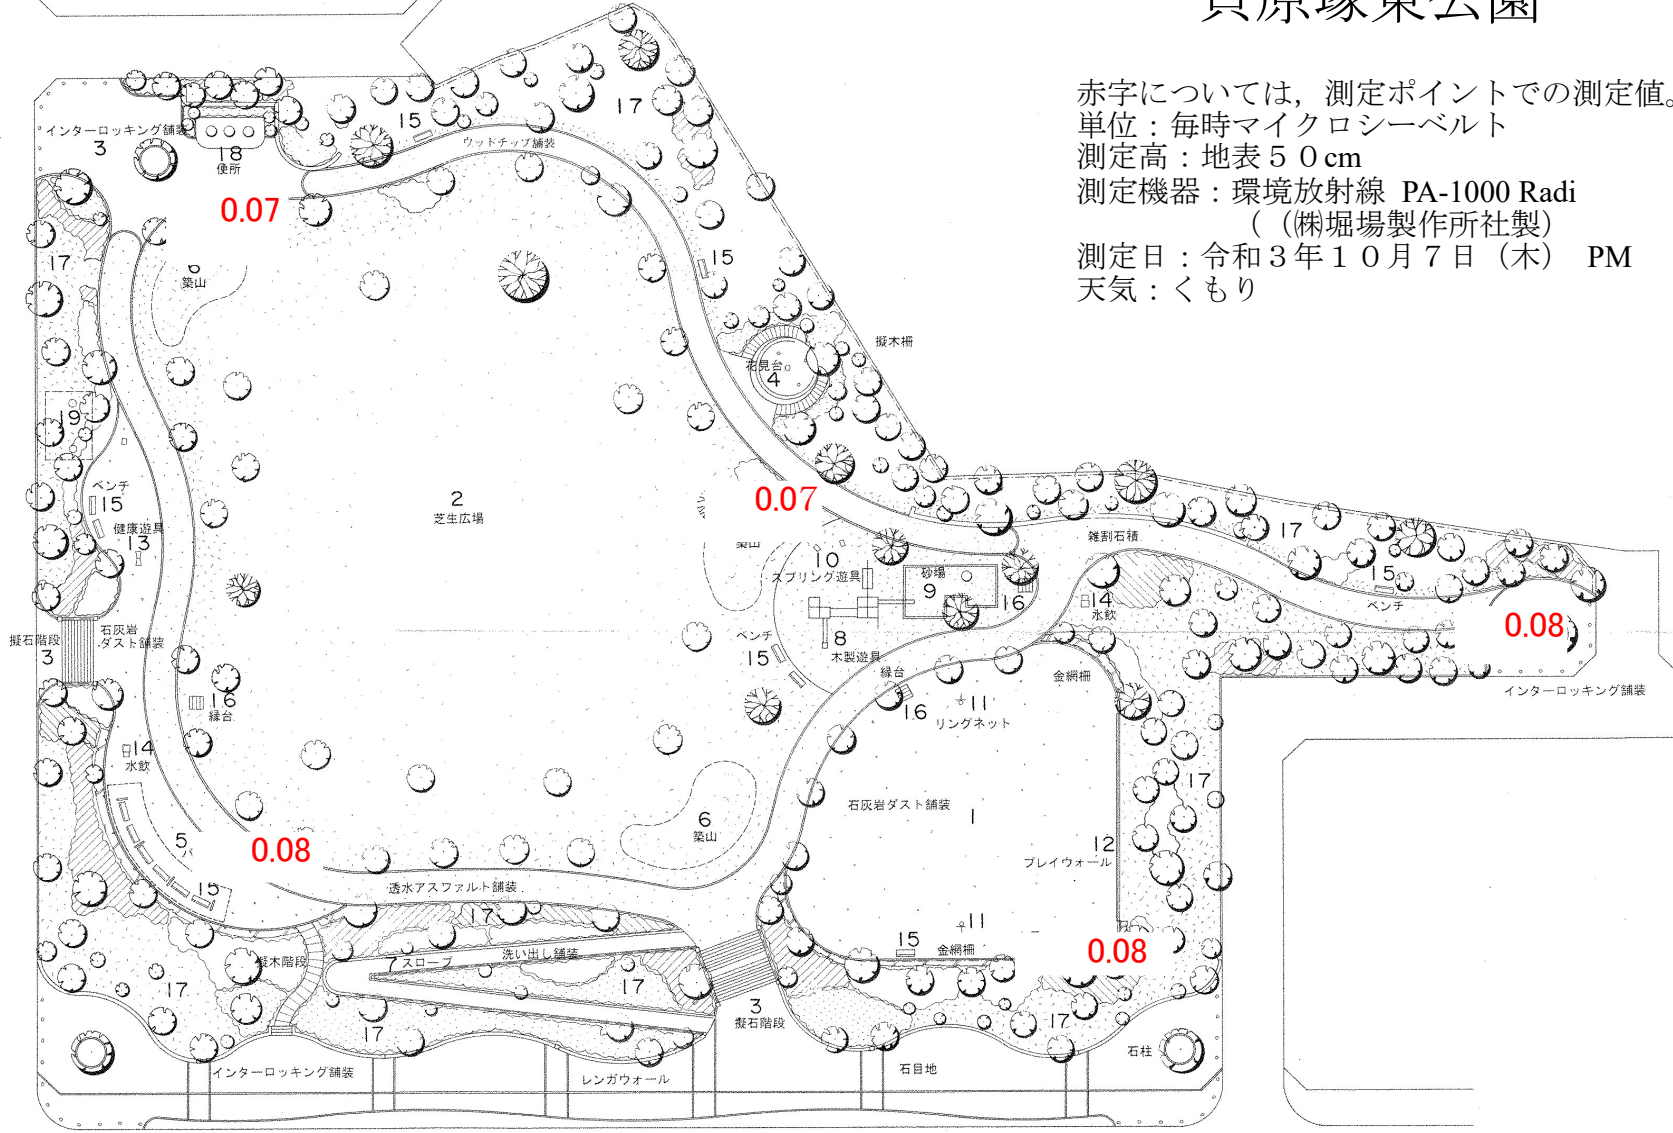 貝原塚東公園
赤字については，測定ポイントでの測定値。
単位：毎時マイクロシーベルト
測定高：地表５０cm
測定機器：環境放射線 PA-1000 Radi
（（㈱堀場製作所社製）
測定日：令和３年１０月７日（木） PM
天気：くもり
17
15
インターロッキング舗装
3
ウッドチップ舗装
18
便所
0.07
17
15
6
築山
擬木柵
花見台
4
19
ベンチ
15
2
芝生広場
0.07
健康遊具
13
築山
雑割石積
17
10
スプリング遊具
砂場
9
16
14
水飲
15
ベンチ
0.08
擬石階段
3
石灰岩
ダスト舗装
8
木製遊具
ベンチ
15
縁台
16
金網柵
インターロッキング舗装
16
縁台
11
リングネット
14
水飲
17
石灰岩ダスト舗装
1
6
築山
5
0.08
12
プレイウォール
15
透水アスファルト舗装
17
11
15
金網柵
0.08
擬木階段
7
スロープ
洗い出し舗装
17
17
17
3
擬石階段
17
石柱
インターロッキング舗装
レンガウォール
石目地